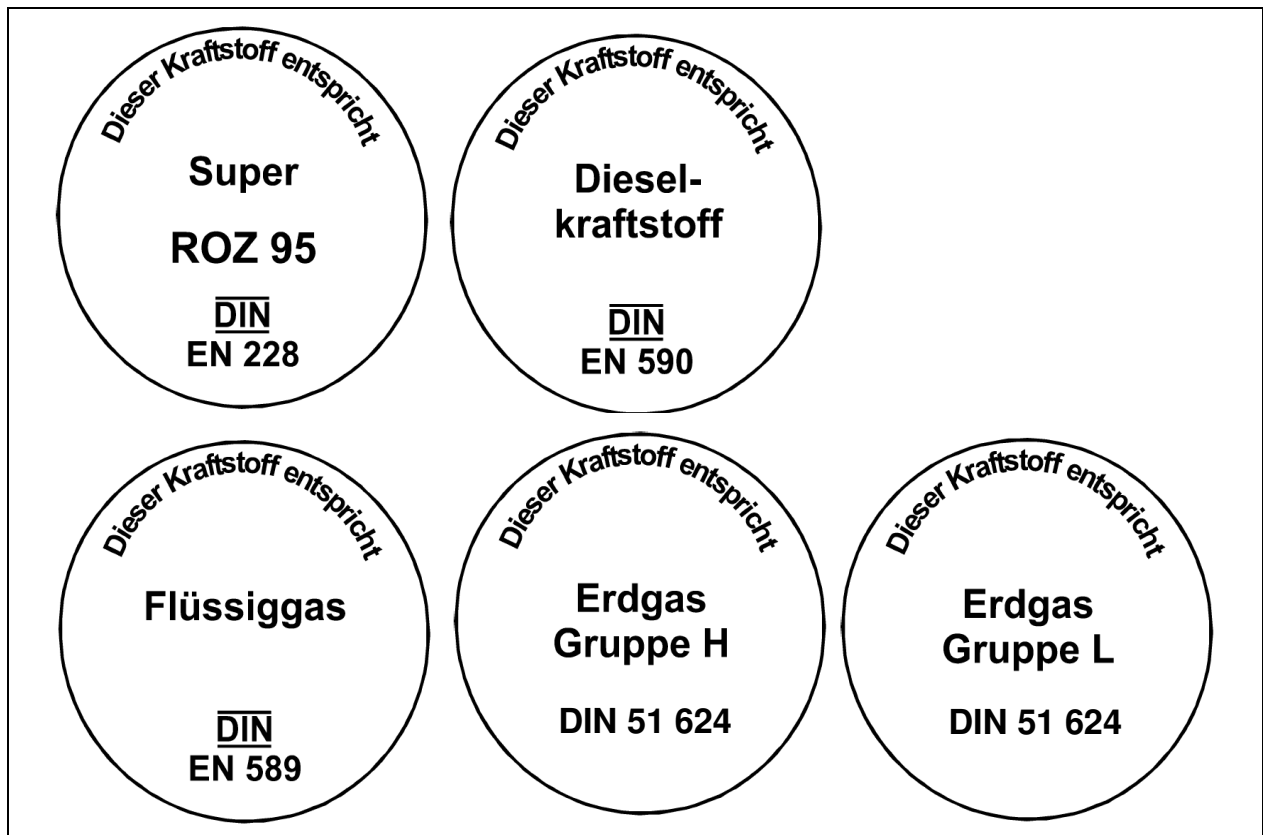 Dieser Kraftstoff entspricht
Super
ROZ 95
DIN
EN 228
Dieser Kraftstoff entspricht
Diesel-
kraftstoff
DIN
EN 590
Dieser Kraftstoff entspricht
Flüssiggas
DIN
EN 589
Dieser Kraftstoff entspricht
Erdgas
Gruppe H
DIN 51 624
Dieser Kraftstoff entspricht
Erdgas
Gruppe L
DIN 51 624